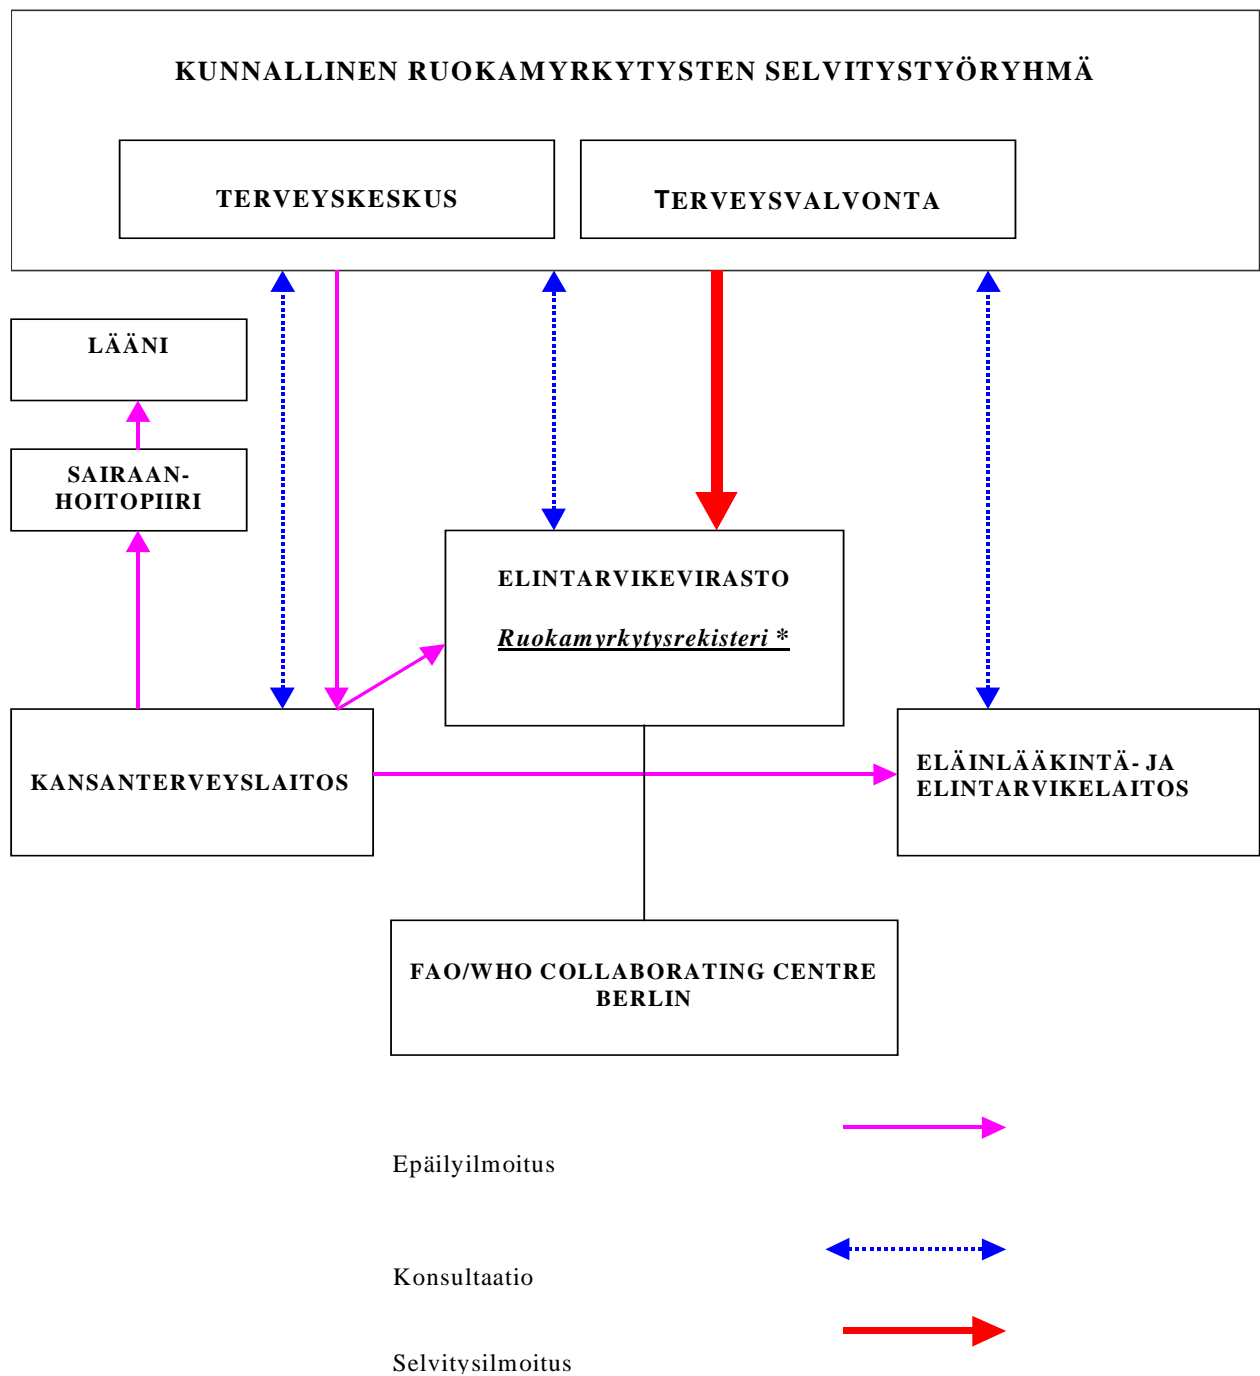 KUNNALLINEN RUOKAMYRKYTYSTEN SELVITYSTYÖRYHMÄ
TERVEYSKESKUS
TERVEYSVALVONTA
LÄÄNI
SAIRAAN-
HOITOPIIRI
ELINTARVIKEVIRASTO
Ruokamyrkytysrekisteri *
KANSANTERVEYSLAITOS
ELÄINLÄÄKINTÄ- JA
ELINTARVIKELAITOS
FAO/WHO COLLABORATING CENTRE
BERLIN
Epäilyilmoitus
Konsultaatio
Selvitysilmoitus